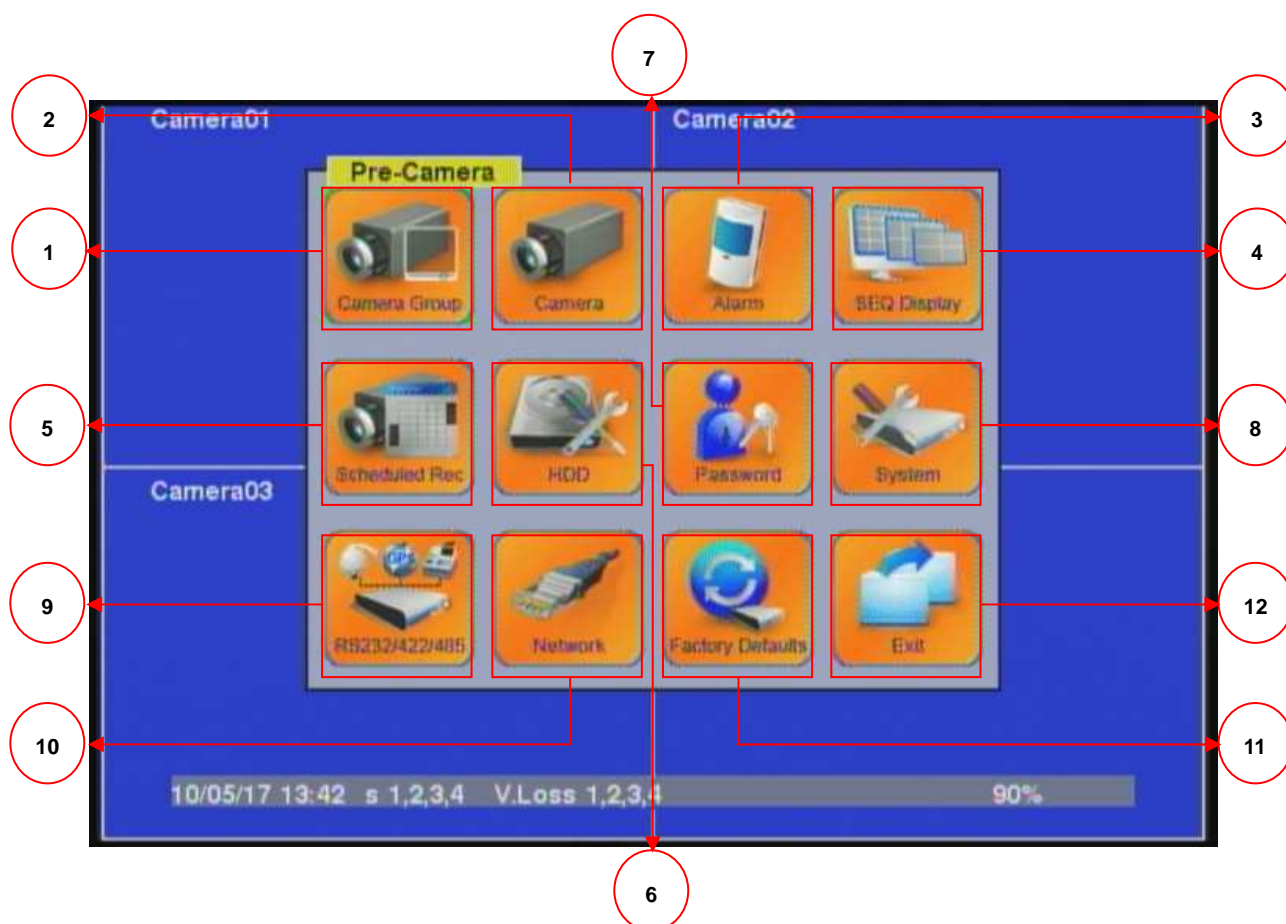 7
2
3
Camera01
Camera02
Pre-Camera
1
4
Camera Group
Camera
Alarm
SEQ Display
5
8
Scheduled Rec
HDD
Password
System
Camera03
9
GPS
12
RS232/422/485
Network
Factory Defaults
Exit
10
11
10/05/17 13:42 s 1,2,3,4 V.Loss 1,2,3,4 90%
6